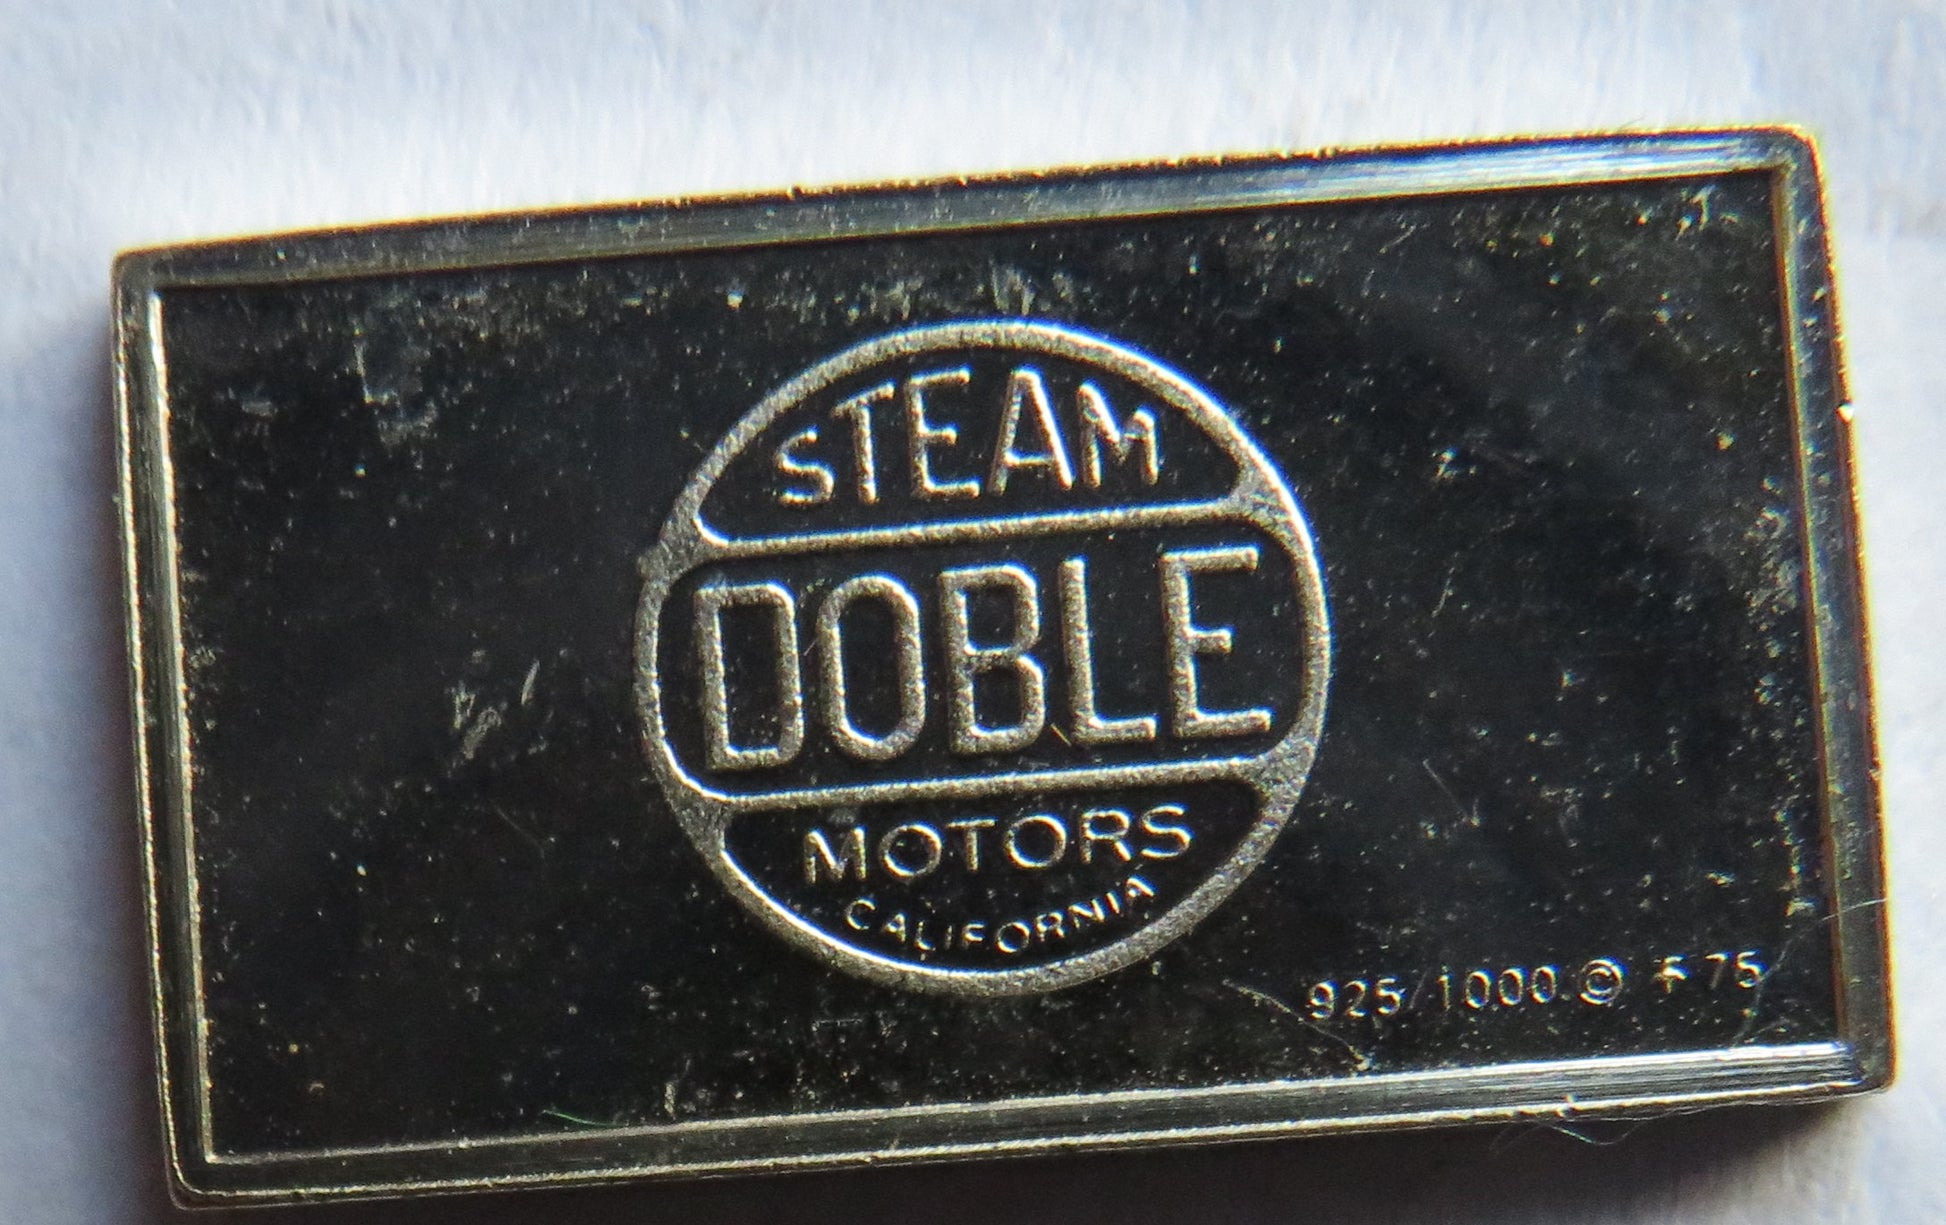 STEAM
DOBLE
MOTORS
CALIFORNIA
925/1000 © F 75